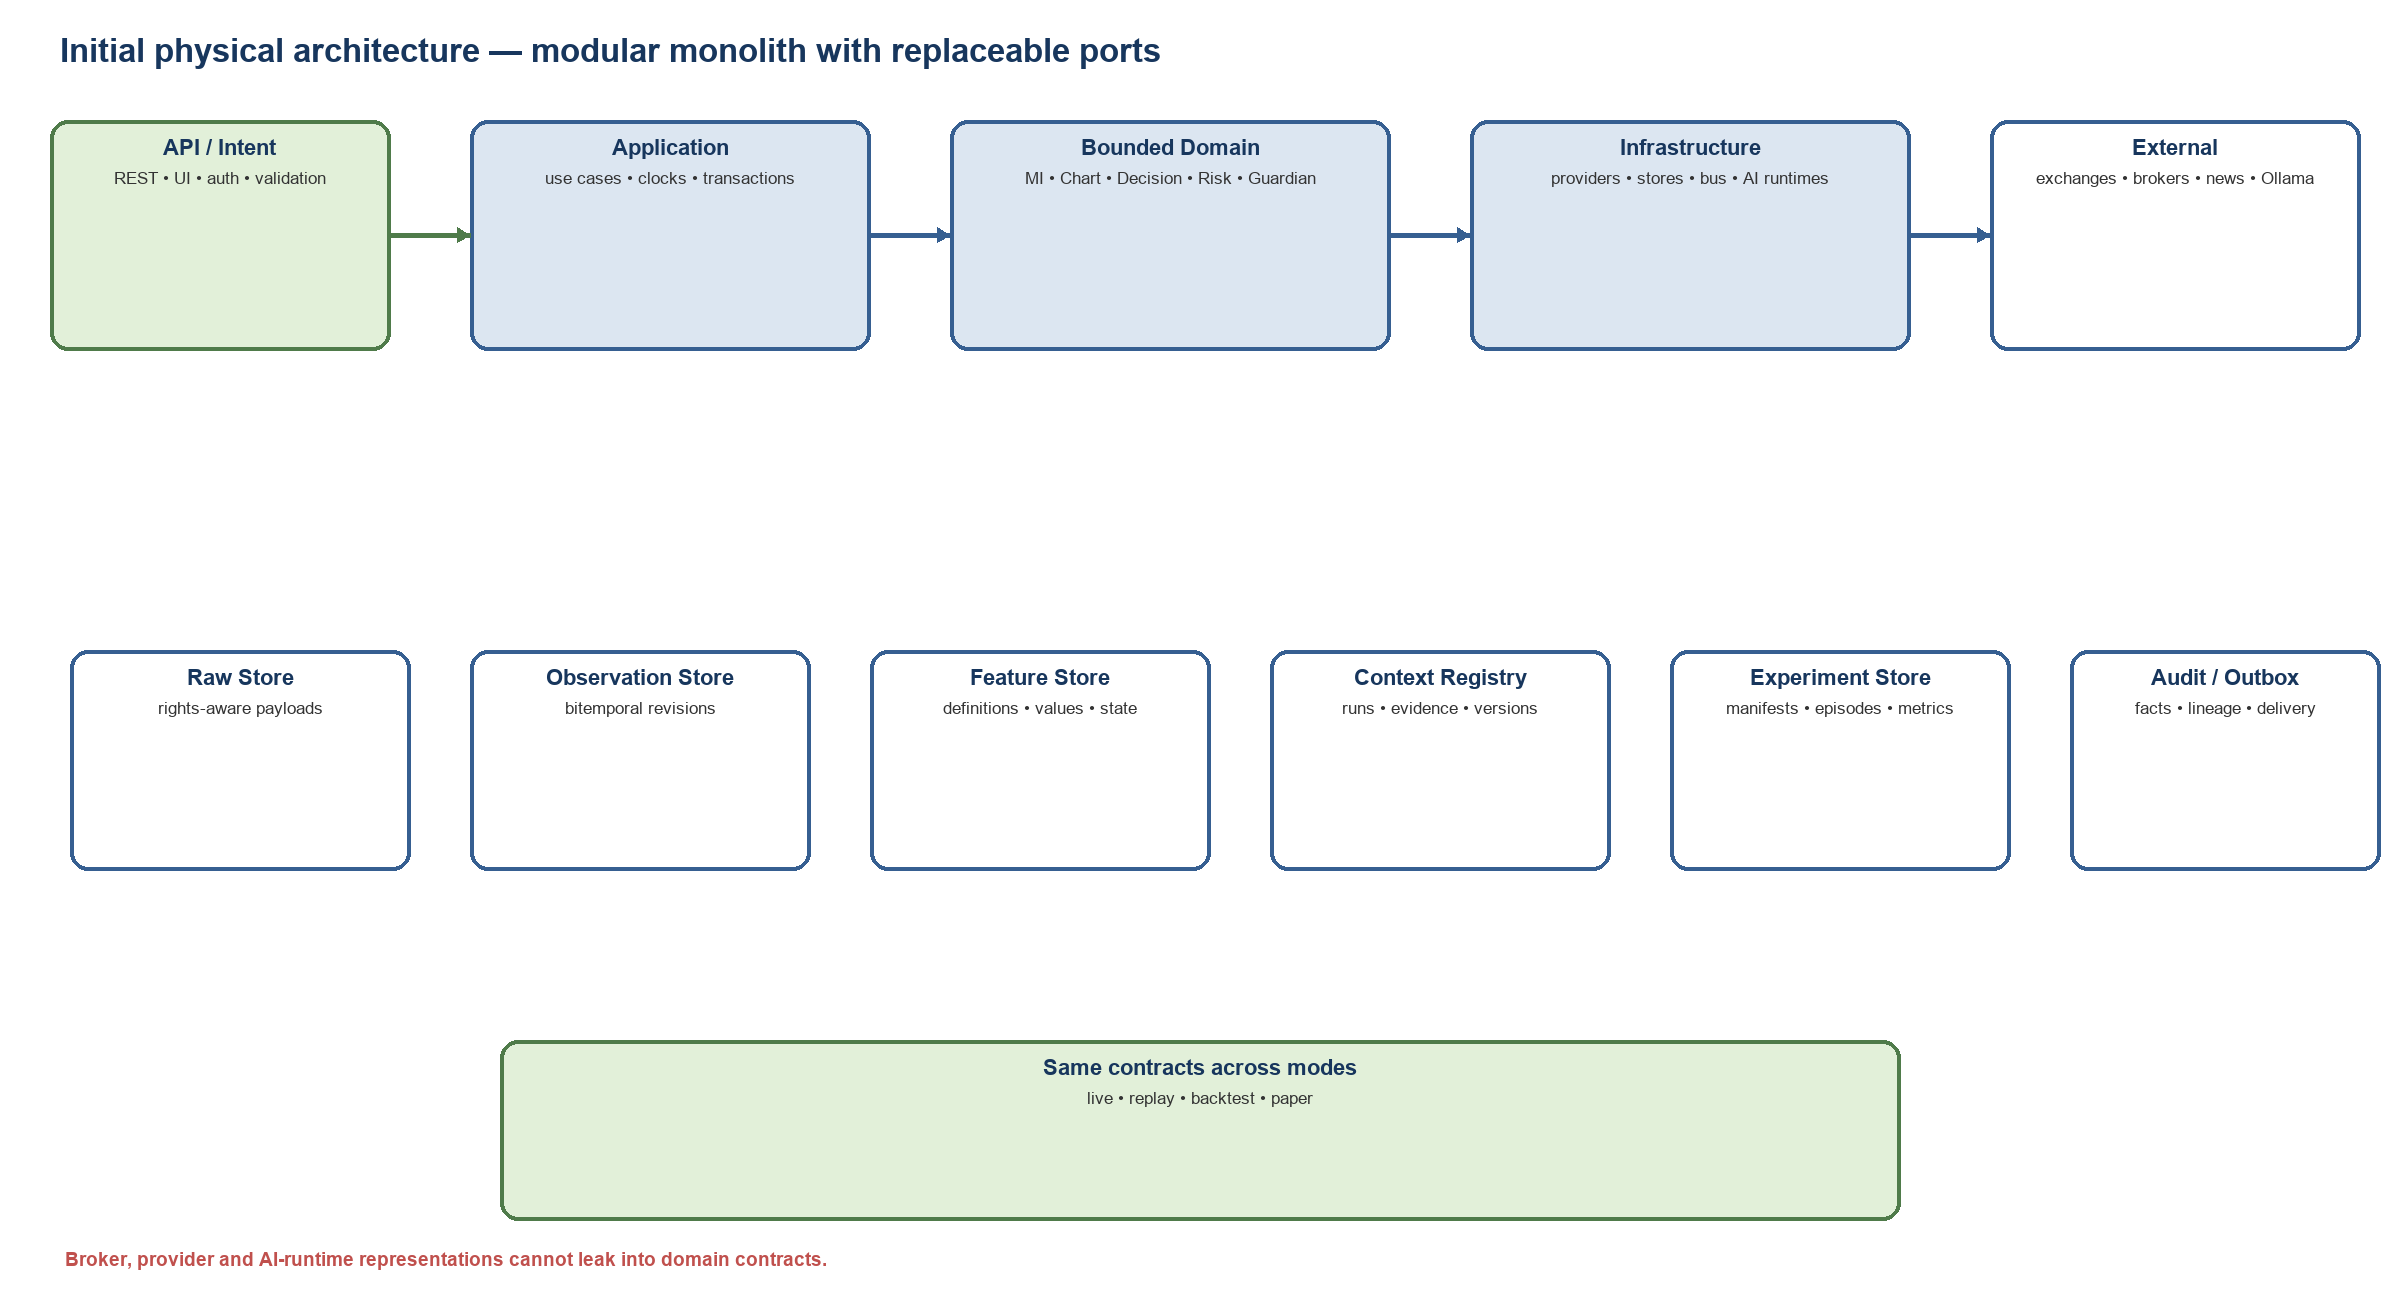 Initial physical architecture — modular monolith with replaceable ports
API / Intent
REST • UI • auth • validation
Application
use cases • clocks • transactions
Bounded Domain
MI • Chart • Decision • Risk • Guardian
Infrastructure
providers • stores • bus • AI runtimes
External
exchanges • brokers • news • Ollama
Raw Store
rights-aware payloads
Observation Store
bitemporal revisions
Feature Store
definitions • values • state
Context Registry
runs • evidence • versions
Experiment Store
manifests • episodes • metrics
Audit / Outbox
facts • lineage • delivery
Same contracts across modes
live • replay • backtest • paper
Broker, provider and AI-runtime representations cannot leak into domain contracts.